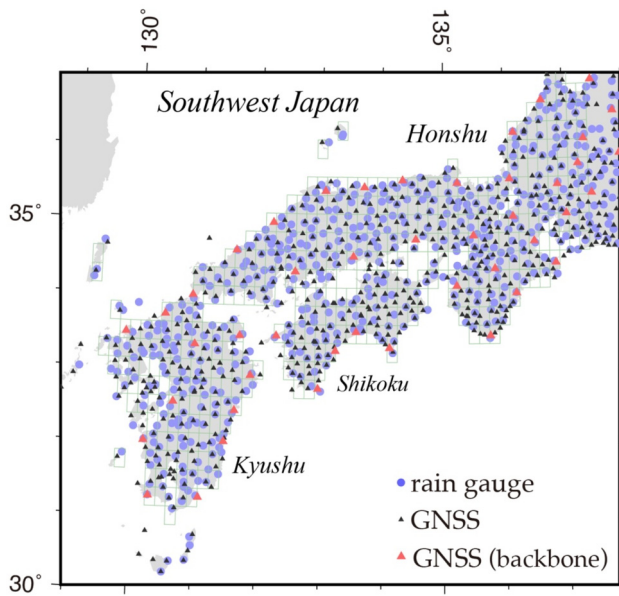 130°
135°
Southwest Japan
Honshu
35°
Shikoku
Kyushu
rain gauge
GNSS
GNSS (backbone)
30°